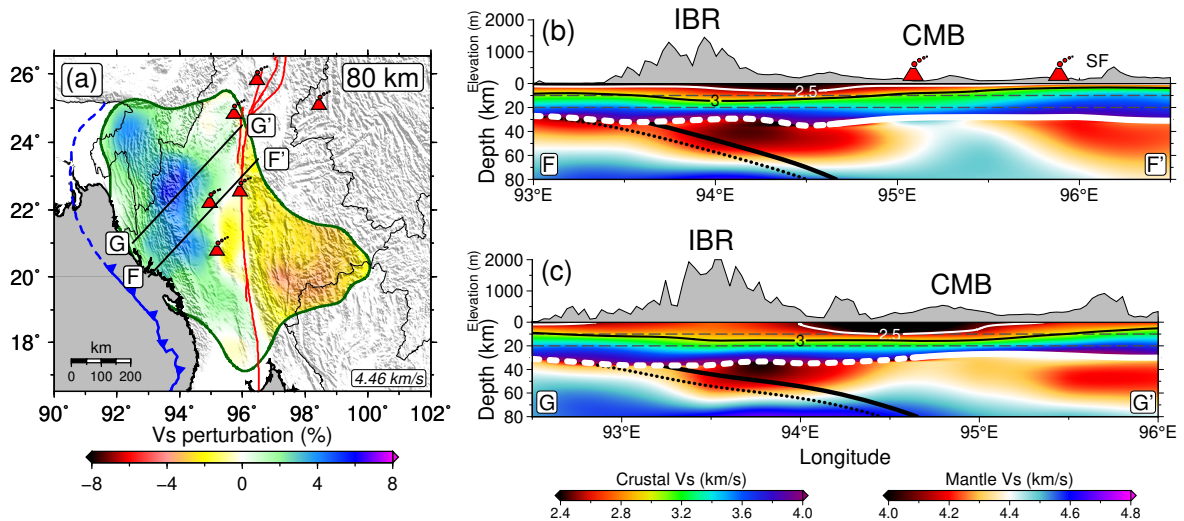 (a)
80 km
26°
24°
22°
20°
18°
G'
F'
G
F
km
0 100 200
4.46 km/s
90° 92° 94° 96° 98° 100° 102°
Vs perturbation (%)
−8 −4 0 4 8
(b)
IBR
CMB
SF
Elevation (m)
2000
1000
0
Depth (km)
0
20
40
60
80
2.5
3
F
F'
93°E 94°E 95°E 96°E
(c)
IBR
CMB
Elevation (m)
2000
1000
0
Depth (km)
0
20
40
60
80
2.5
3
G
G'
93°E 94°E 95°E 96°E
Longitude
Crustal Vs (km/s)
2.4 2.8 3.2 3.6 4.0
Mantle Vs (km/s)
4.0 4.2 4.4 4.6 4.8